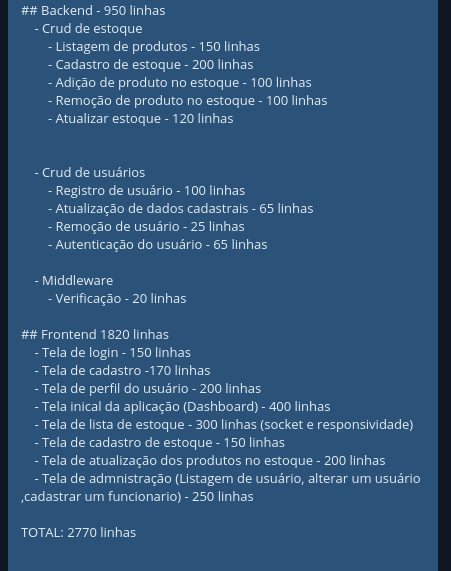 ## Backend - 950 linhas
- Crud de estoque
- Listagem de produtos - 150 linhas
- Cadastro de estoque - 200 linhas
- Adição de produto no estoque - 100 linhas
- Remoção de produto no estoque - 100 linhas
- Atualizar estoque - 120 linhas
- Crud de usuários
- Registro de usuário - 100 linhas
- Atualização de dados cadastrais - 65 linhas
- Remoção de usuário - 25 linhas
- Autenticação do usuário - 65 linhas
- Middleware
- Verificação - 20 linhas
## Frontend 1820 linhas
- Tela de login - 150 linhas
- Tela de cadastro -170 linhas
- Tela de perfil do usuário - 200 linhas
- Tela inical da aplicação (Dashboard) - 400 linhas
- Tela de lista de estoque - 300 linhas (socket e responsividade)
- Tela de cadastro de estoque - 150 linhas
- Tela de atualização dos produtos no estoque - 200 linhas
- Tela de admnistração (Listagem de usuário, alterar um usuário
,cadastrar um funcionario) - 250 linhas
TOTAL: 2770 linhas